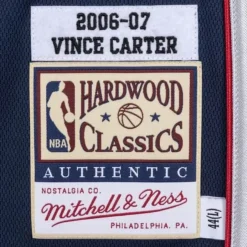 2006-07
VINCE CARTER
NBA
HARDWOOD
CLASSICS
AUTHENTIC
NOSTALGIA CO.
Mitchell & Ness
PHILADELPHIA, PA.
44(L)